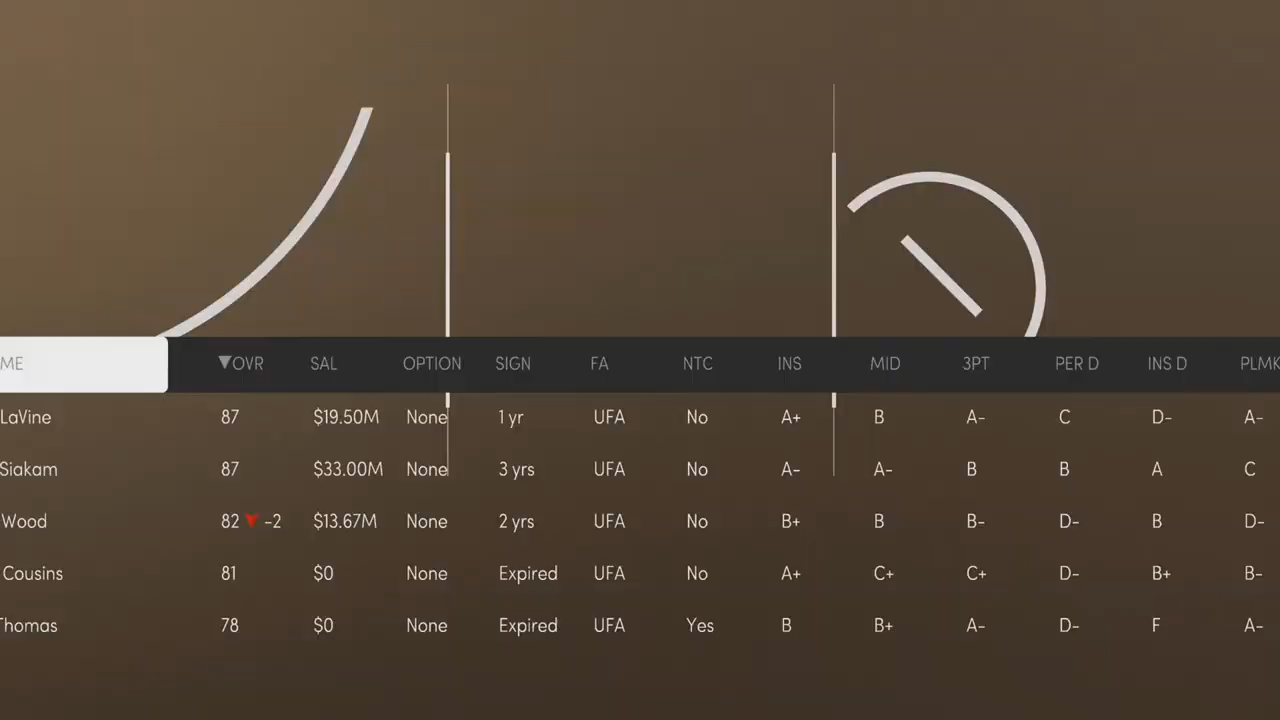 ME ▼OVR SAL OPTION SIGN FA NTC INS MID 3PT PER D INS D PLMK
LaVine 87 $19.50M None 1 yr UFA No A+ B A- C D- A-
Siakam 87 $33.00M None 3 yrs UFA No A- A- B B A C
Wood 82 -2 $13.67M None 2 yrs UFA No B+ B B- D- B D-
Cousins 81 $0 None Expired UFA No A+ C+ C+ D- B+ B-
Thomas 78 $0 None Expired UFA Yes B B+ A- D- F A-